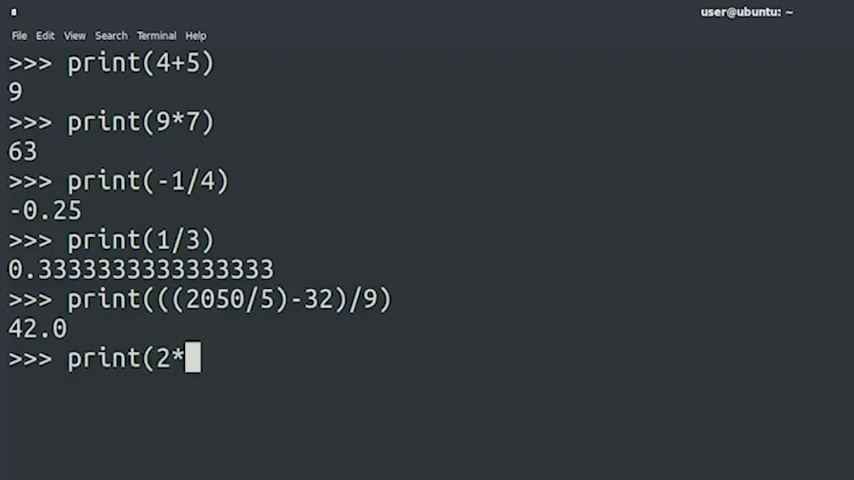 user@ubuntu: ~
File Edit View Search Terminal Help
>>> print(4+5)
9
>>> print(9*7)
63
>>> print(-1/4)
-0.25
>>> print(1/3)
0.3333333333333333
>>> print(((2050/5)-32)/9)
42.0
>>> print(2*